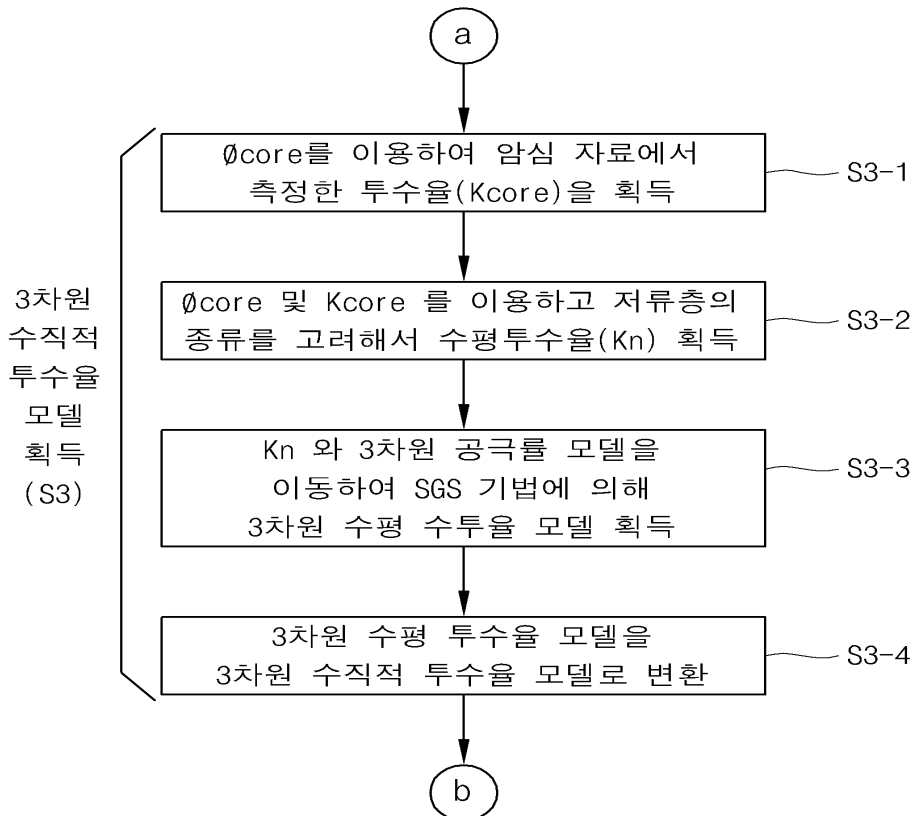 a
Øcore를 이용하여 암심 자료에서
측정한 투수율(Kcore)을 획득
S3-1
Øcore 및 Kcore 를 이용하고 저류층의
종류를 고려해서 수평투수율(Kn) 획득
S3-2
3차원
수직적
투수율
모델
획득
(S3)
Kn 와 3차원 공극률 모델을
이동하여 SGS 기법에 의해
3차원 수평 수투율 모델 획득
S3-3
3차원 수평 투수율 모델을
3차원 수직적 투수율 모델로 변환
S3-4
b